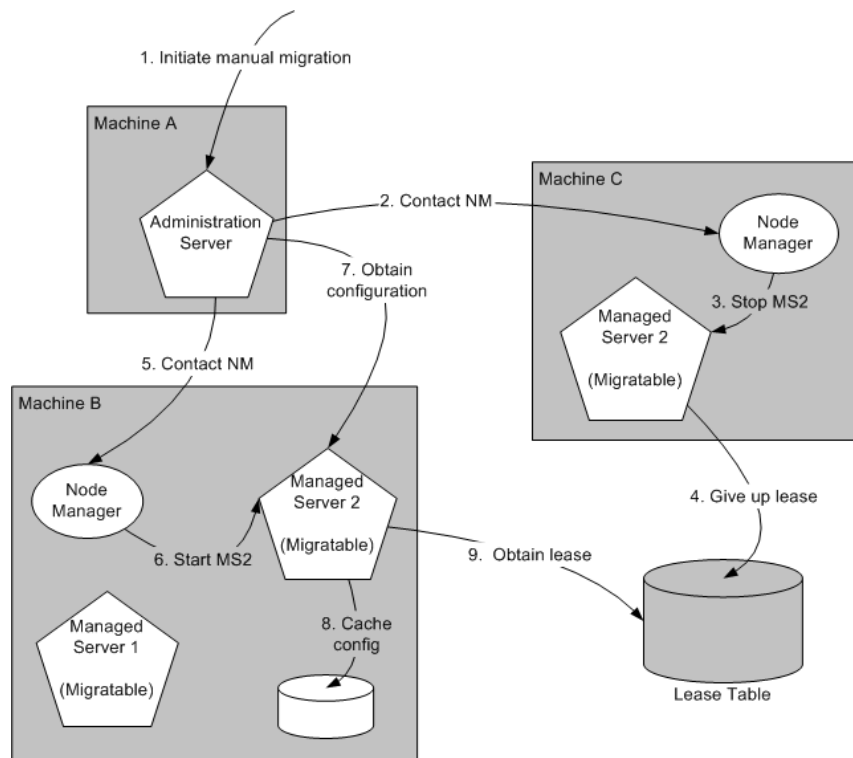 1. Initiate manual migration
Machine A
Administration
Server
2. Contact NM
Machine C
Node
Manager
3. Stop MS2
Managed
Server 2
(Migratable)
7. Obtain
configuration
5. Contact NM
Machine B
Node
Manager
Managed
Server 2
(Migratable)
6. Start MS2
4. Give up lease
9. Obtain lease
8. Cache
config
Managed
Server 1
(Migratable)
Lease Table